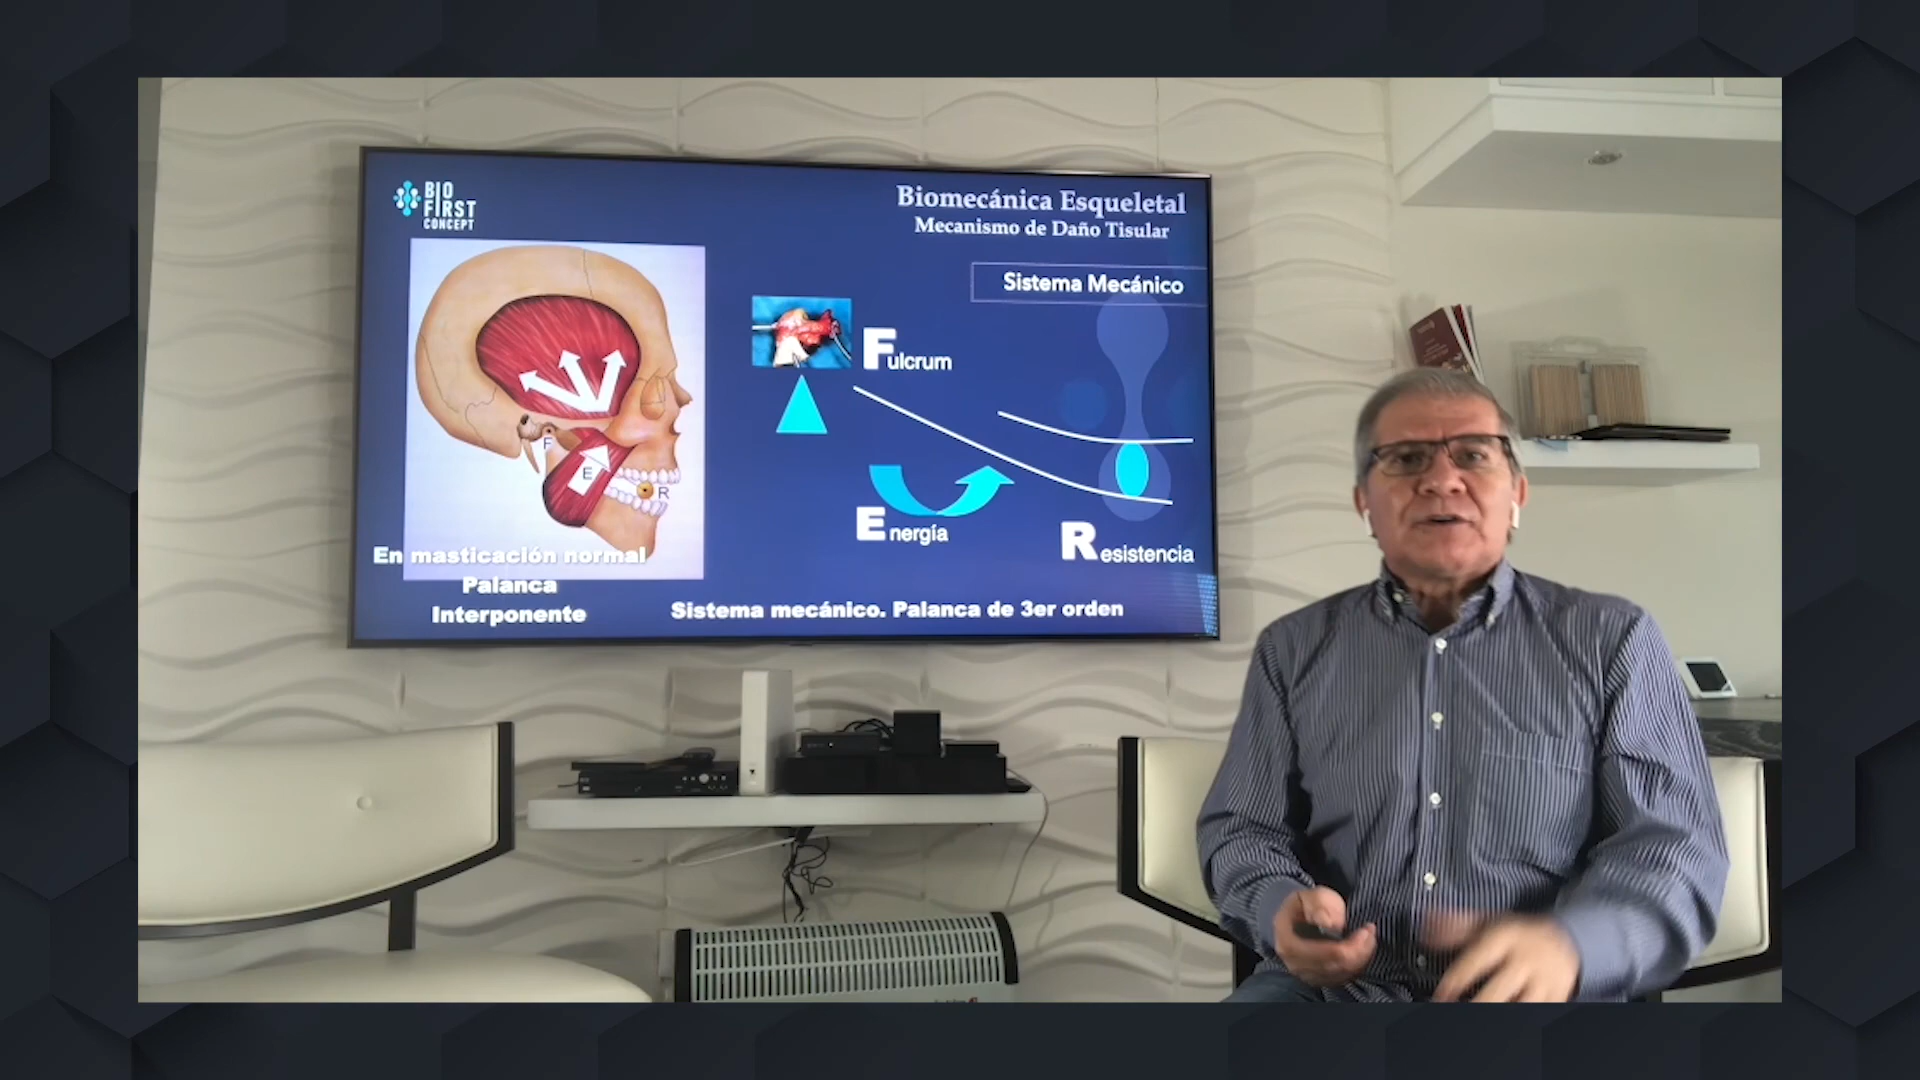 BIO
FIRST
CONCEPT
Biomecánica Esqueletal
Mecanismo de Daño Tisular
Sistema Mecánico
Fulcrum
F
E
R
Energía
Resistencia
En masticación normal
Palanca
Interponente
Sistema mecánico. Palanca de 3er orden